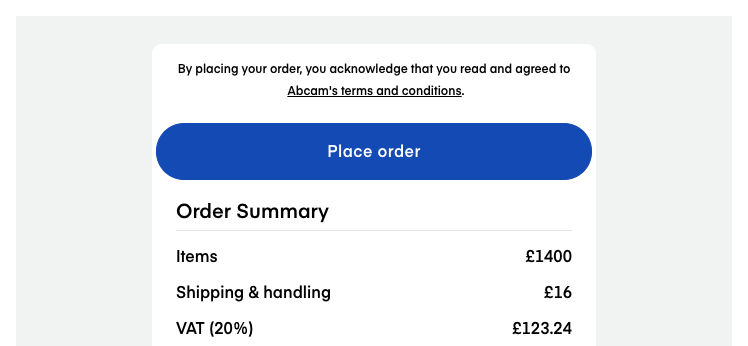 By placing your order, you acknowledge that you read and agreed to
Abcam's terms and conditions.
Place order
Order Summary
Items £1400
Shipping & handling £16
VAT (20%) £123.24